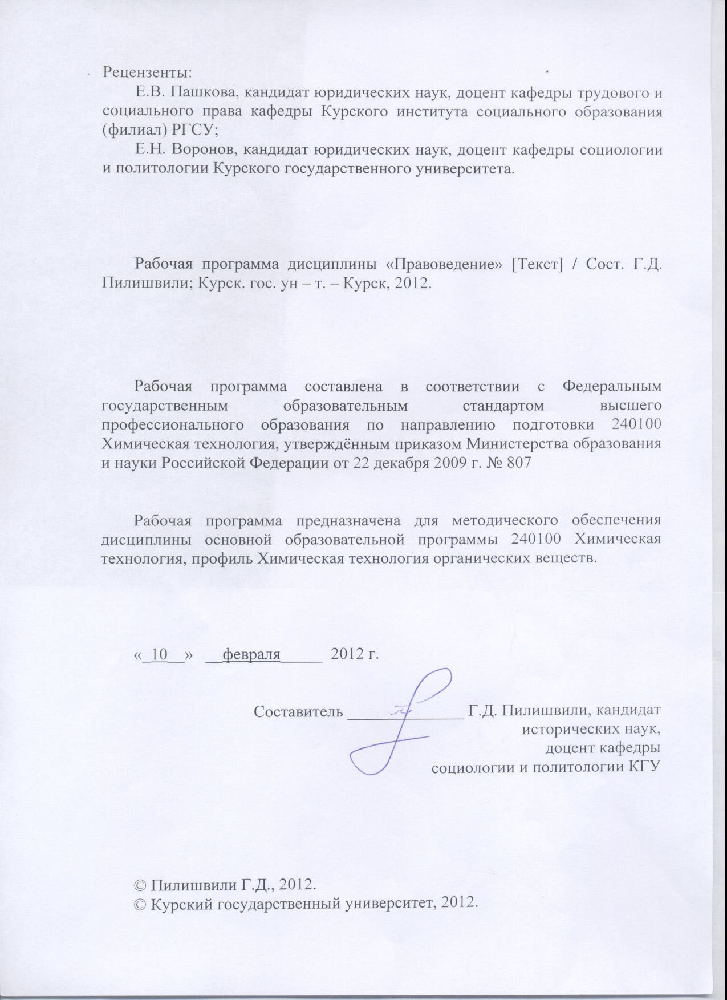 Рецензенты:
Е.В. Пашкова, кандидат юридических наук, доцент кафедры трудового и
социального права кафедры Курского института социального образования
(филиал) РГСУ;
Е.Н. Воронов, кандидат юридических наук, доцент кафедры социологии
и политологии Курского государственного университета.
Рабочая программа дисциплины «Правоведение» [Текст] / Сост. Г.Д.
Пилишвили; Курск. гос. ун – т. – Курск, 2012.
Рабочая программа составлена в соответствии с Федеральным
государственным образовательным стандартом высшего
профессионального образования по направлению подготовки 240100
Химическая технология, утверждённым приказом Министерства образования
и науки Российской Федерации от 22 декабря 2009 г. № 807
Рабочая программа предназначена для методического обеспечения
дисциплины основной образовательной программы 240100 Химическая
технология, профиль Химическая технология органических веществ.
«_10__» __февраля_____ 2012 г.
Составитель ______________ Г.Д. Пилишвили, кандидат
исторических наук,
доцент кафедры
социологии и политологии КГУ
© Пилишвили Г.Д., 2012.
© Курский государственный университет, 2012.